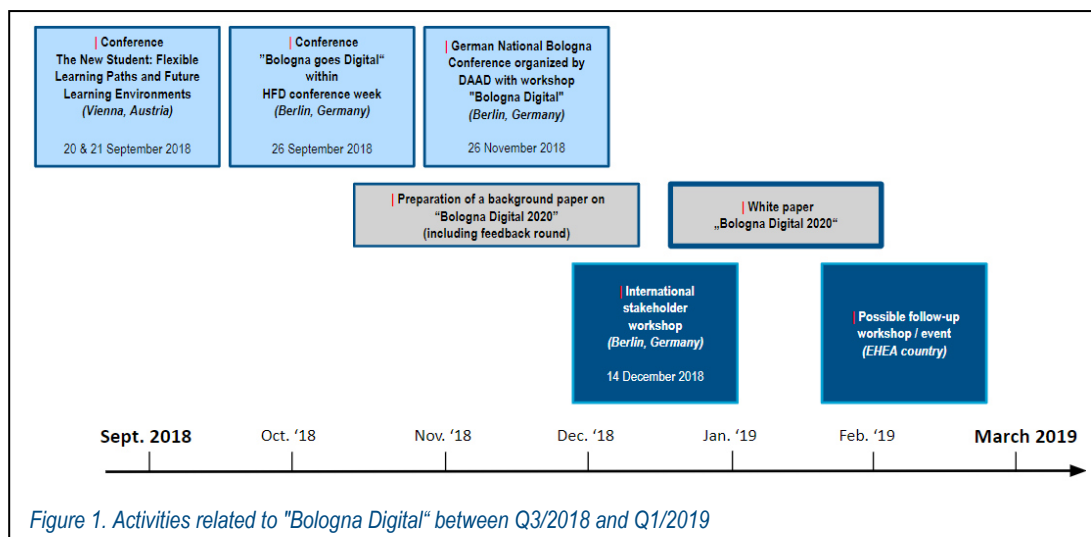 | Conference
The New Student: Flexible
Learning Paths and Future
Learning Environments
(Vienna, Austria)
20 & 21 September 2018
| Conference
”Bologna goes Digital“
within
HFD conference week
(Berlin, Germany)
26 September 2018
| German National Bologna
Conference organized by
DAAD with workshop
"Bologna Digital"
(Berlin, Germany)
26 November 2018
| Preparation of a background paper on
“Bologna Digital 2020”
(including feedback round)
| White paper
„Bologna Digital 2020“
| International
stakeholder
workshop
(Berlin, Germany)
14 December 2018
| Possible follow-up
workshop / event
(EHEA country)
Sept. 2018 Oct. ‘18 Nov. ‘18 Dec. ‘18 Jan. ‘19 Feb. ‘19 March 2019
Figure 1. Activities related to "Bologna Digital“ between Q3/2018 and Q1/2019